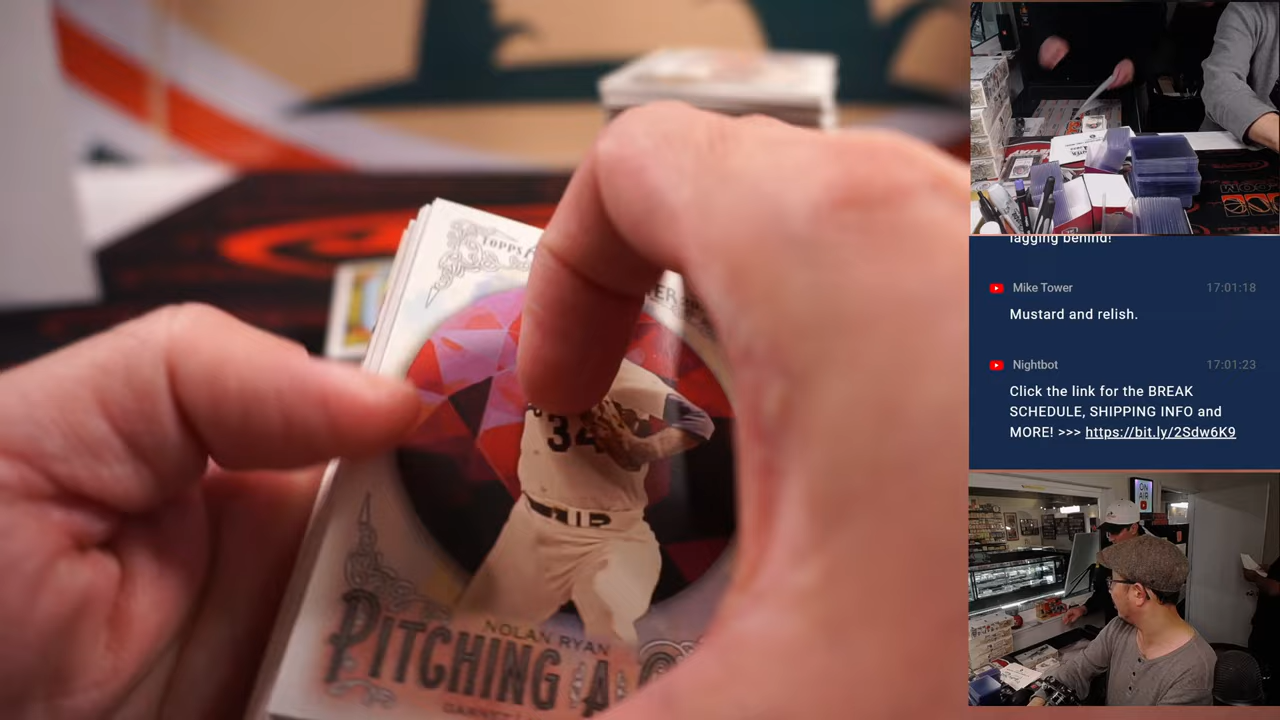 TOPPS
34
NOLAN RYAN
PITCHING A
lagging behind!
Mike Tower
17:01:18
Mustard and relish.
Nightbot
17:01:23
Click the link for the BREAK
SCHEDULE, SHIPPING INFO and
MORE! >>> https://bit.ly/2Sdw6K9
ON
AIR